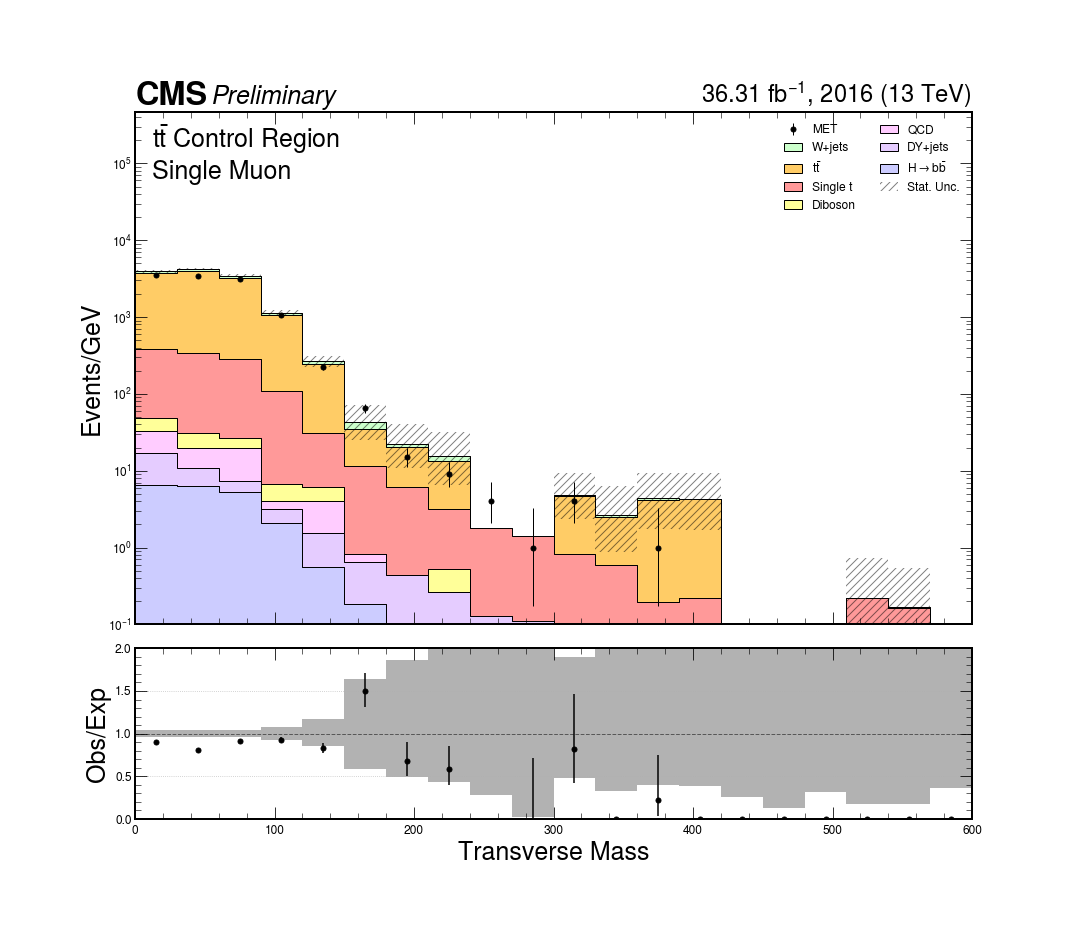 CMS Preliminary 36.31 fb⁻¹, 2016 (13 TeV)
tt̄ Control Region
Single Muon
MET
W+jets
tt̄
Single t
Diboson
QCD
DY+jets
H→bb̄
Stat. Unc.
Events/GeV
10⁵
10⁴
10³
10²
10¹
10⁰
10⁻¹
Obs/Exp
2.0
1.5
1.0
0.5
0.0
0 100 200 300 400 500 600
Transverse Mass